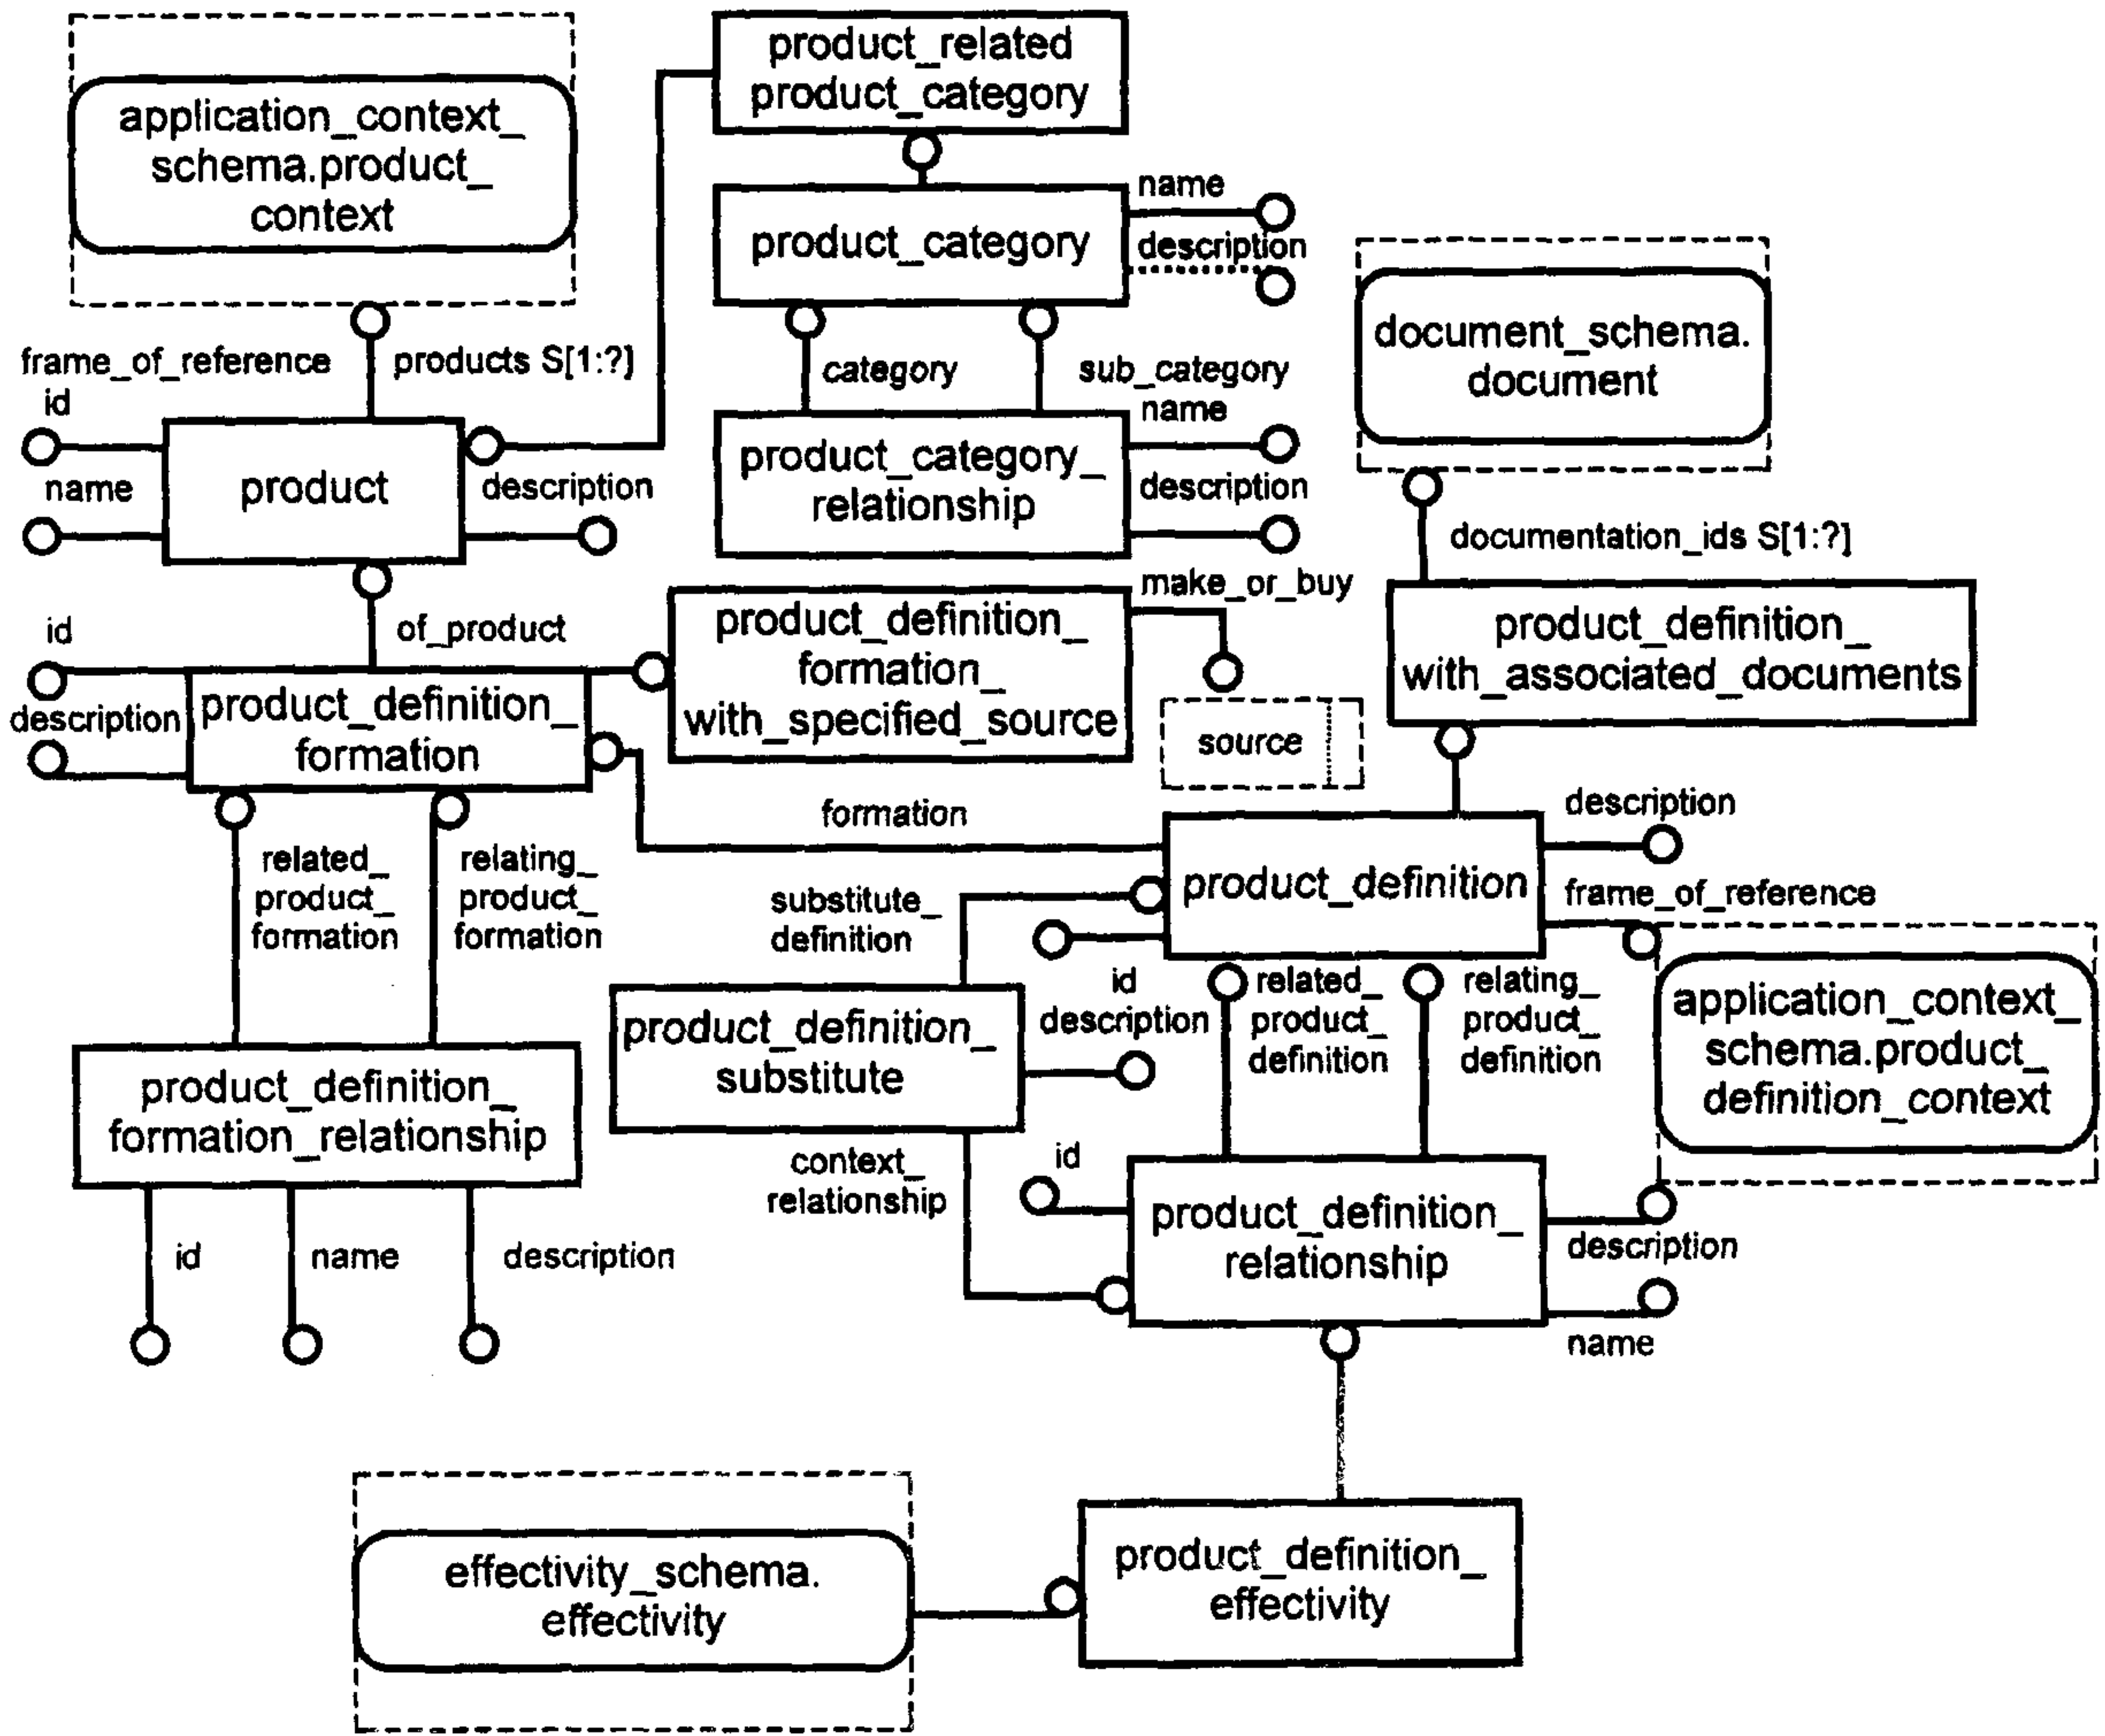 product_related
product_category
application_context_
schema.product_
context
name
product_category
description
document_schema.
document
frame_of_reference
products S[1:?]
category
sub_category
id
name
product
name
description
product_category_
relationship
description
documentation_ids S[1:?]
make_or_buy
id
of_product
product_definition_
formation_
with_specified_source
product_definition_
with_associated_documents
description
product_definition_
formation
source
formation
description
related_
product_
formation
relating_
product_
formation
substitute_
definition
product_definition
frame_of_reference
id
description
related_
product_
definition
relating_
product_
definition
application_context_
schema.product_
definition_context
product_definition_
substitute
product_definition_
formation_relationship
context_
relationship
id
product_definition_
relationship
description
name
id
name
description
effectivity_schema.
effectivity
product_definition_
effectivity